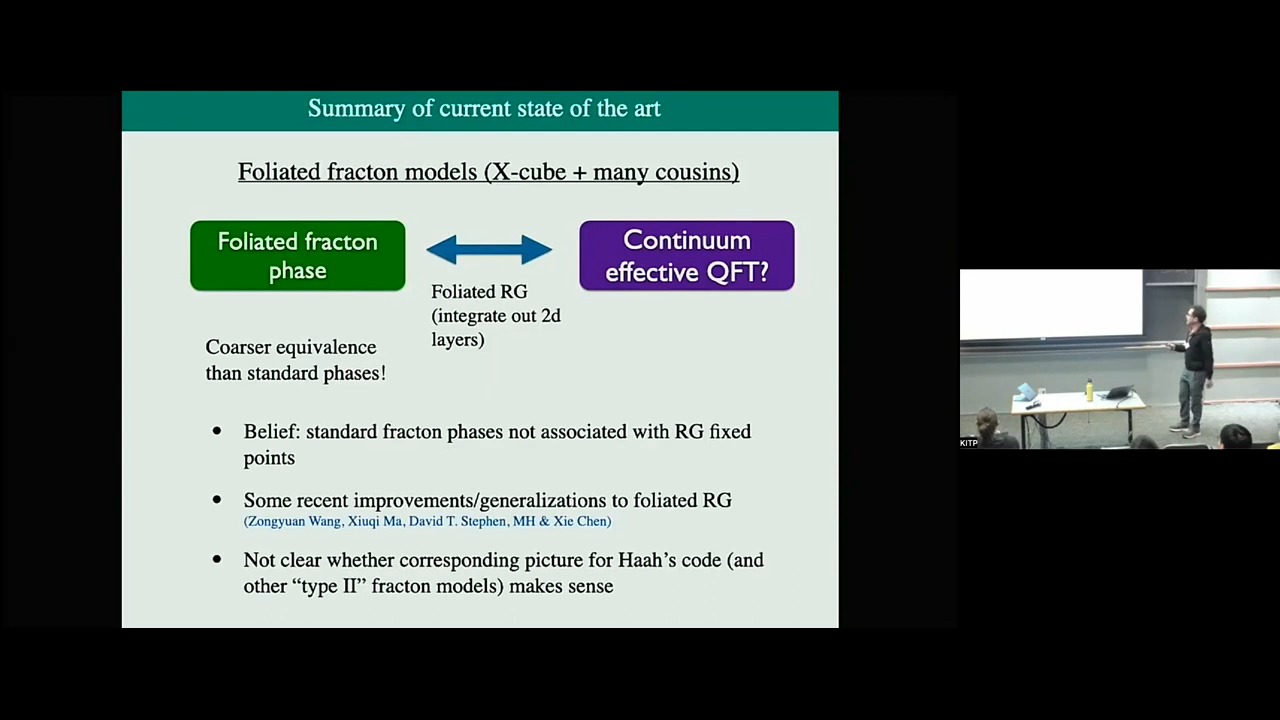 Summary of current state of the art
Foliated fracton models (X-cube + many cousins)
Foliated fracton
phase
Continuum
effective QFT?
Foliated RG
(integrate out 2d
layers)
Coarser equivalence
than standard phases!
• Belief: standard fracton phases not associated with RG fixed
points
• Some recent improvements/generalizations to foliated RG
(Zongyuan Wang, Xiuqi Ma, David T. Stephen, MH & Xie Chen)
• Not clear whether corresponding picture for Haah's code (and
other “type II” fracton models) makes sense
KITP